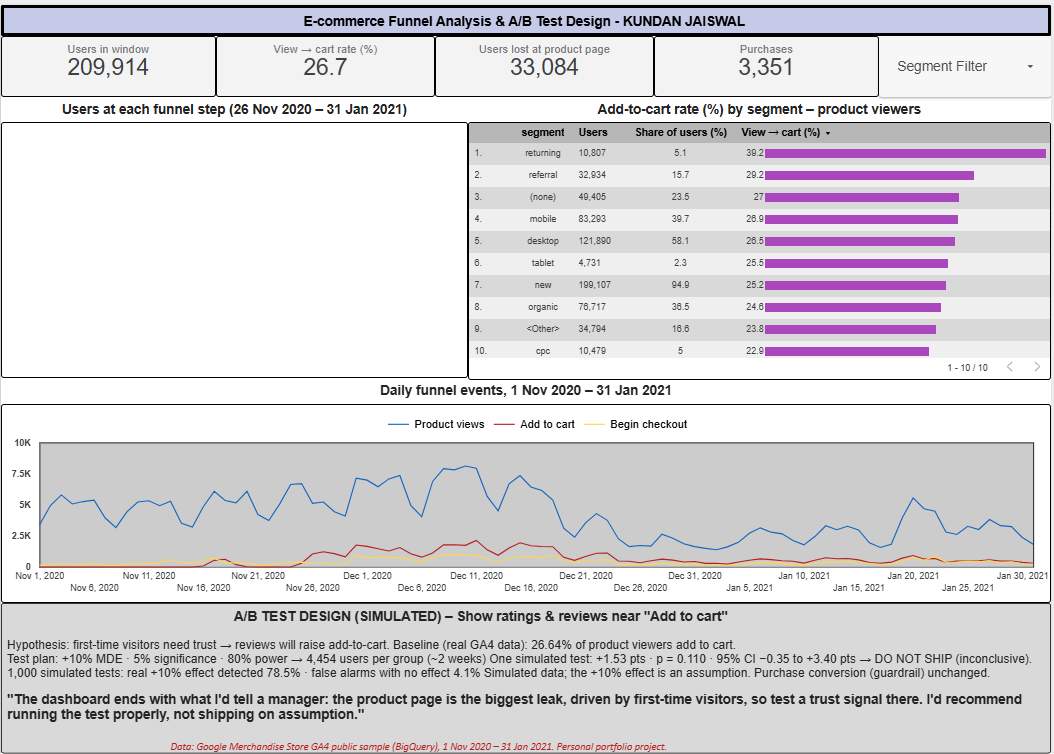 E-commerce Funnel Analysis & A/B Test Design - KUNDAN JAISWAL
Users in window
209,914
View → cart rate (%)
26.7
Users lost at product page
33,084
Purchases
3,351
Segment Filter
Users at each funnel step (26 Nov 2020 – 31 Jan 2021)
Add-to-cart rate (%) by segment – product viewers
segment Users Share of users (%) View → cart (%)
1. returning 10,807 5.1 39.2
2. referral 32,934 15.7 29.2
3. (none) 49,405 23.5 27
4. mobile 83,293 39.7 26.9
5. desktop 121,890 58.1 26.5
6. tablet 4,731 2.3 25.5
7. new 199,107 94.9 25.2
8. organic 76,717 36.5 24.6
9. <Other> 34,794 16.6 23.8
10. cpc 10,479 5 22.9
1 - 10 / 10
Daily funnel events, 1 Nov 2020 – 31 Jan 2021
Product views Add to cart Begin checkout
10K
7.5K
5K
2.5K
0
Nov 1, 2020 Nov 11, 2020 Nov 21, 2020 Dec 1, 2020 Dec 11, 2020 Dec 21, 2020 Dec 31, 2020 Jan 10, 2021 Jan 20, 2021 Jan 30, 2021
Nov 6, 2020 Nov 16, 2020 Nov 26, 2020 Dec 6, 2020 Dec 16, 2020 Dec 26, 2020 Jan 5, 2021 Jan 15, 2021 Jan 25, 2021
A/B TEST DESIGN (SIMULATED) – Show ratings & reviews near "Add to cart"
Hypothesis: first-time visitors need trust → reviews will raise add-to-cart. Baseline (real GA4 data): 26.64% of product viewers add to cart.
Test plan: +10% MDE · 5% significance · 80% power → 4,454 users per group (~2 weeks) One simulated test: +1.53 pts · p = 0.110 · 95% CI −0.35 to +3.40 pts → DO NOT SHIP (inconclusive).
1,000 simulated tests: real +10% effect detected 78.5% · false alarms with no effect 4.1% Simulated data; the +10% effect is an assumption. Purchase conversion (guardrail) unchanged.
"The dashboard ends with what I'd tell a manager: the product page is the biggest leak, driven by first-time visitors, so test a trust signal there. I'd recommend
running the test properly, not shipping on assumption."
Data: Google Merchandise Store GA4 public sample (BigQuery), 1 Nov 2020 – 31 Jan 2021. Personal portfolio project.